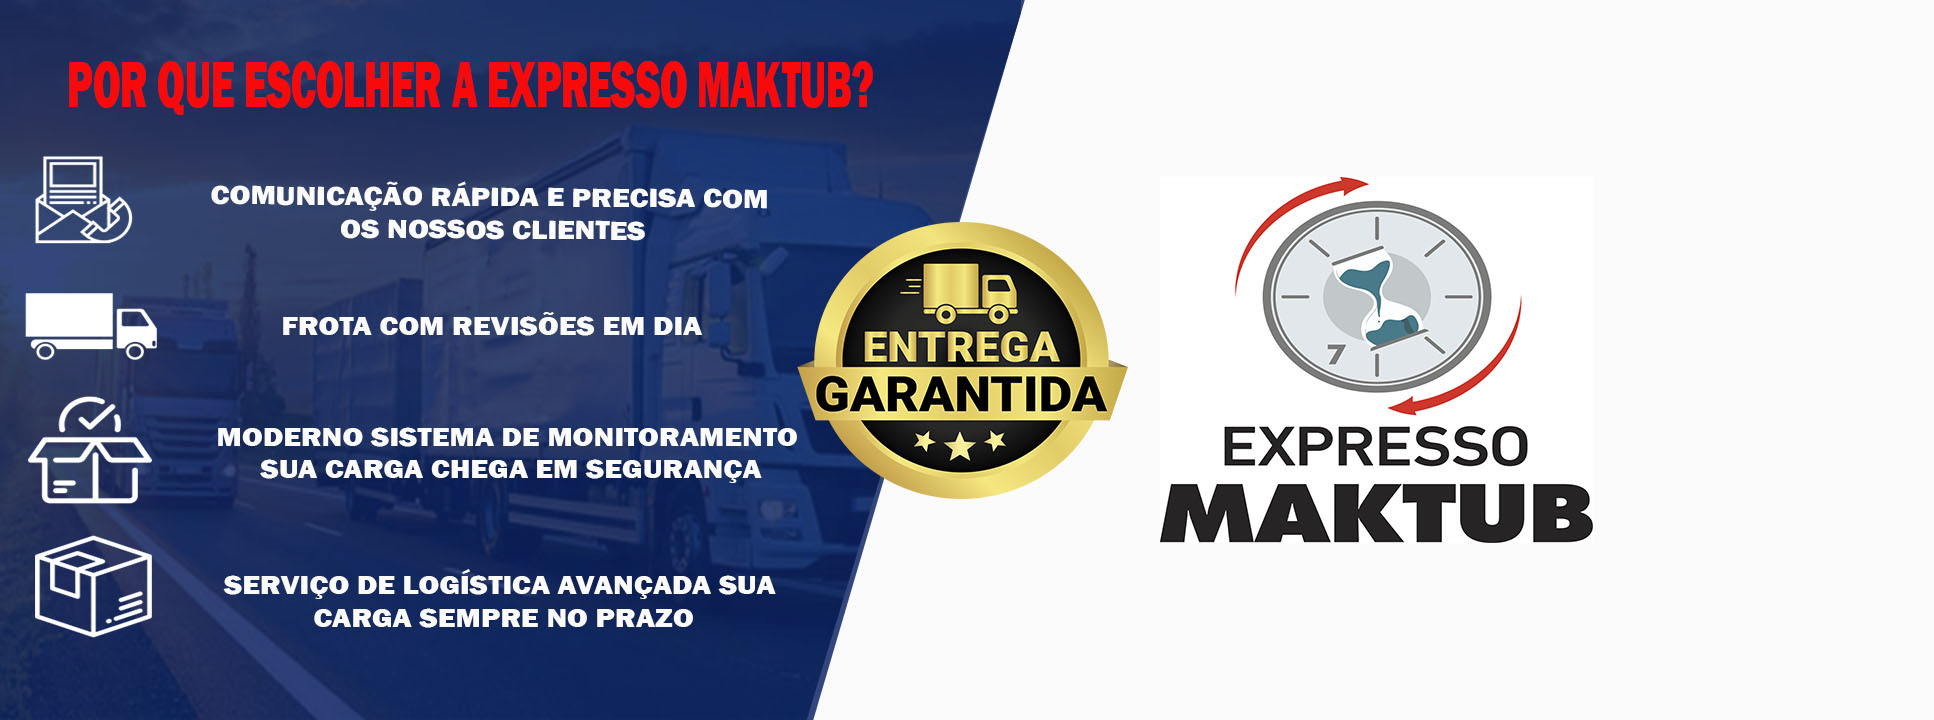 POR QUE ESCOLHER A EXPRESSO MAKTUB?
COMUNICAÇÃO RÁPIDA E PRECISA COM
OS NOSSOS CLIENTES
FROTA COM REVISÕES EM DIA
MODERNO SISTEMA DE MONITORAMENTO
SUA CARGA CHEGA EM SEGURANÇA
SERVIÇO DE LOGÍSTICA AVANÇADA SUA
CARGA SEMPRE NO PRAZO
ENTREGA
GARANTIDA
7
EXPRESSO
MAKTUB